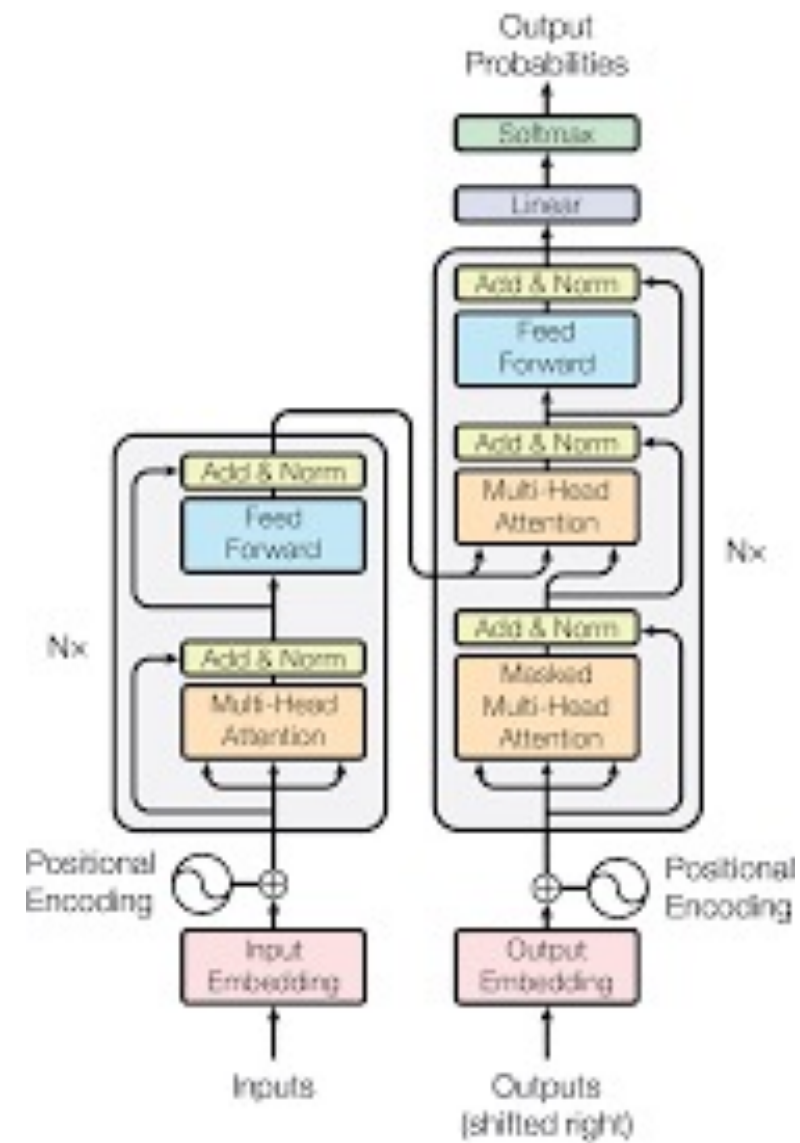 Output
Probabilities
Softmax
Linear
Add & Norm
Feed
Forward
Add & Norm
Multi-Head
Attention
Add & Norm
Masked
Multi-Head
Attention
Nx
Add & Norm
Feed
Forward
Add & Norm
Multi-Head
Attention
Nx
Positional
Encoding
Positional
Encoding
Input
Embedding
Output
Embedding
Inputs
Outputs
(shifted right)